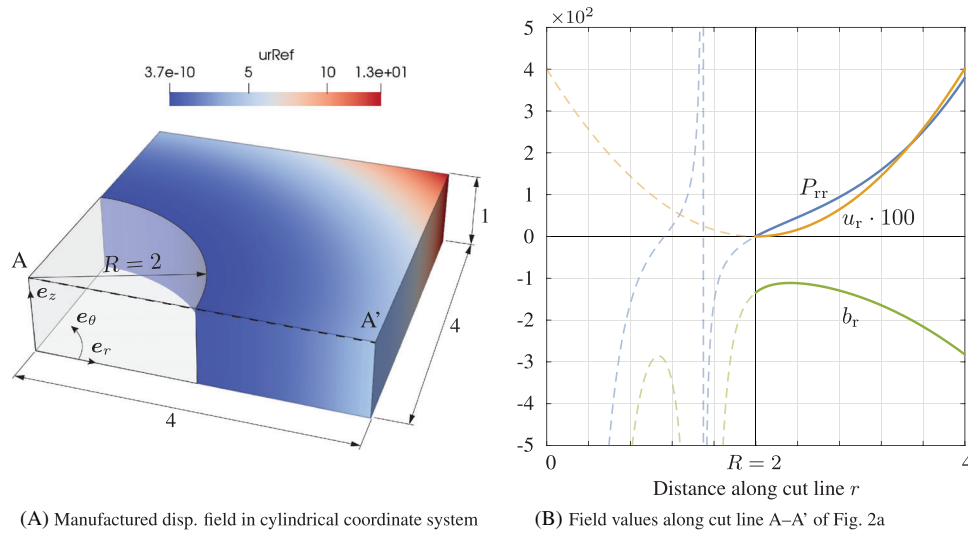 urRef
3.7e-10 5 10 1.3e+01
A
R = 2
e_z
e_θ
e_r
A'
1
4
4
×10²
5
4
3
2
1
0
-1
-2
-3
-4
-5
P_rr
u_r · 100
b_r
0 R = 2 4
Distance along cut line r
(A) Manufactured disp. field in cylindrical coordinate system
(B) Field values along cut line A–A' of Fig. 2a